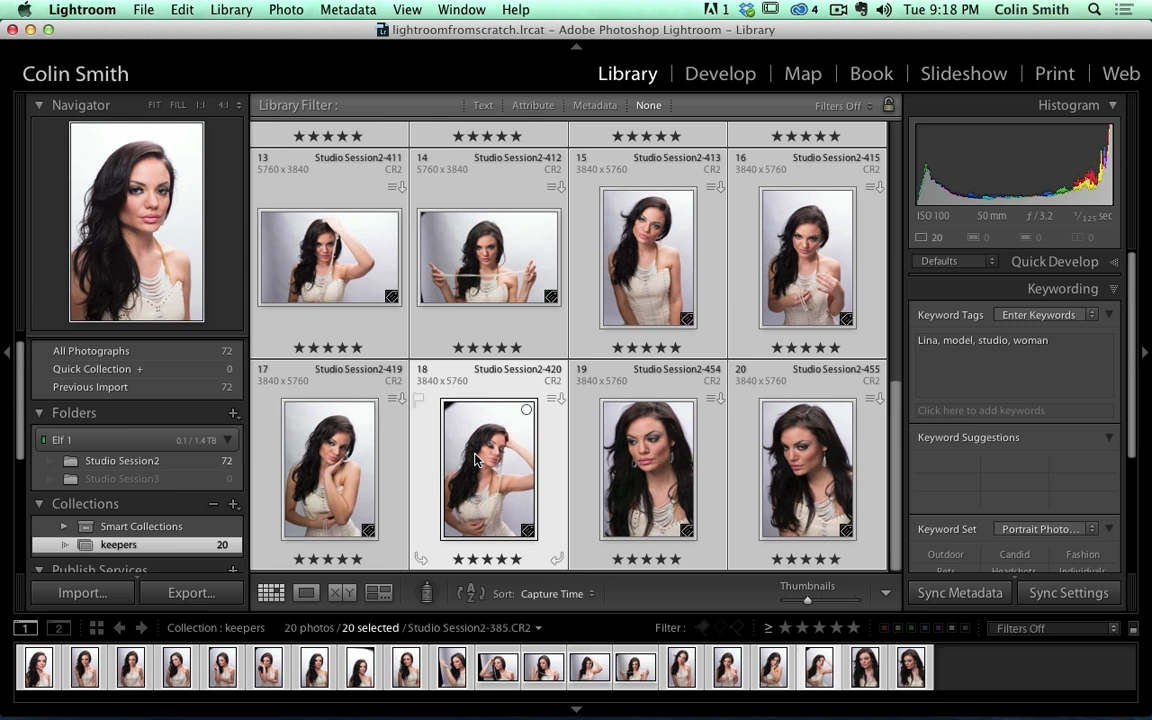 Lightroom File Edit Library Photo Metadata View Window Help 1 4 Tue 9:18 PM Colin Smith
lightroomfromscratch.lrcat – Adobe Photoshop Lightroom – Library
Colin Smith Library Develop Map Book Slideshow Print Web
Navigator FIT FILL 1:1 4:1
Library Filter : Text Attribute Metadata None Filters Off
Histogram
★★★★★ ★★★★★ ★★★★★ ★★★★★
13 Studio Session2-411 14 Studio Session2-412 15 Studio Session2-413 16 Studio Session2-415
5760 x 3840 CR2 5760 x 3840 CR2 3840 x 5760 CR2 3840 x 5760 CR2
ISO 100 50 mm ƒ / 3.2 1/125 sec
20 0 0 0
Defaults Quick Develop
Keywording
Keyword Tags Enter Keywords
Lina, model, studio, woman
Click here to add keywords
★★★★★ ★★★★★ ★★★★★ ★★★★★
All Photographs 72
Quick Collection + 0
Previous Import 72
Folders
Elf 1 0.1 / 1.4 TB
Studio Session2 72
Studio Session3 0
Collections
Smart Collections
keepers 20
Publish Services
Import... Export...
17 Studio Session2-419 18 Studio Session2-420 19 Studio Session2-454 20 Studio Session2-455
3840 x 5760 CR2 3840 x 5760 CR2 3840 x 5760 CR2 3840 x 5760 CR2
★★★★★ ★★★★★ ★★★★★ ★★★★★
Keyword Suggestions
Keyword Set Portrait Photo...
Outdoor Candid Fashion
Pets Headshots Individuals
X Y A Z Sort: Capture Time Thumbnails
Sync Metadata Sync Settings
1 2 Collection : keepers 20 photos / 20 selected / Studio Session2-385.CR2 Filter : ≥ ★★★★★ Filters Off